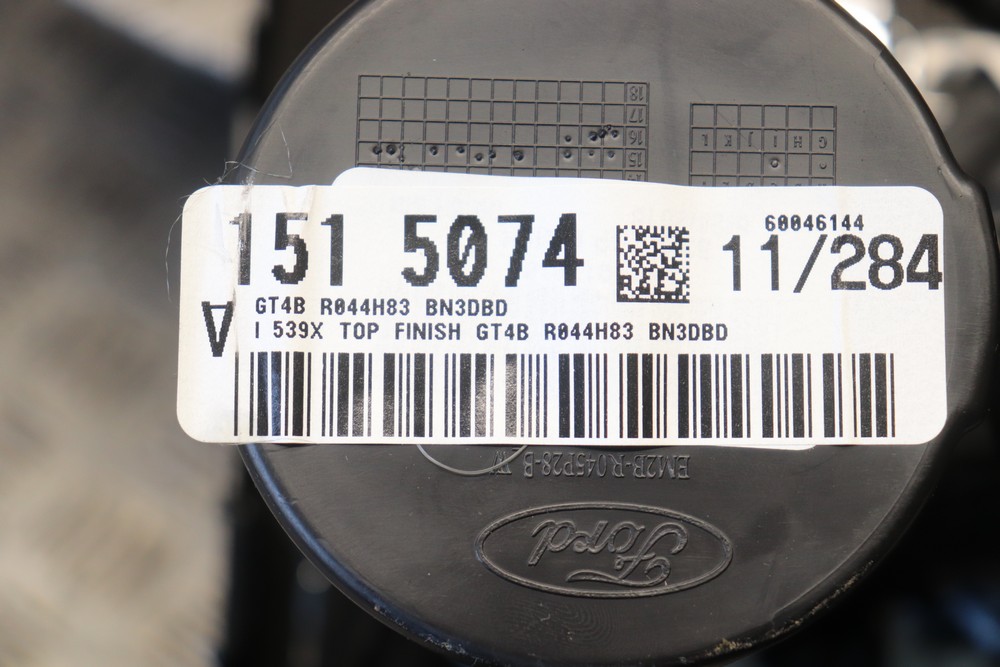 18
17
16
15
G H I J K L
60046144
151 5074
11/284
A
GT4B R044H83 BN3DBD
I 539X TOP FINISH GT4B R044H83 BN3DBD
EM2B-R045P28-B W
Ford